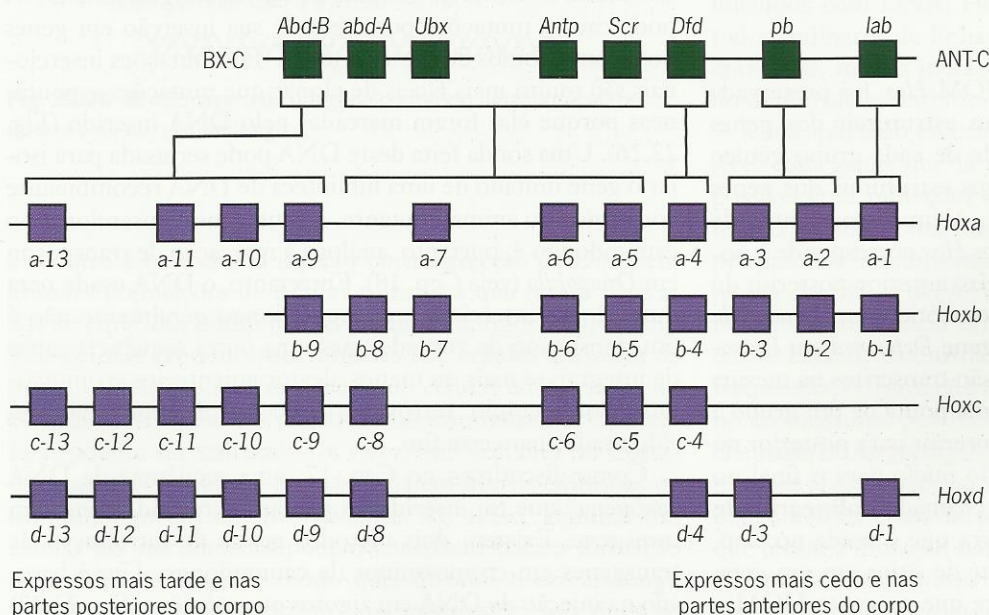 Abd-B abd-A Ubx Antp Scr Dfd pb lab
BX-C ANT-C
Hoxa
a-13 a-11 a-10 a-9 a-7 a-6 a-5 a-4 a-3 a-2 a-1
Hoxb
b-9 b-8 b-7 b-6 b-5 b-4 b-3 b-2 b-1
Hoxc
c-13 c-12 c-11 c-10 c-9 c-8 c-6 c-5 c-4
Hoxd
d-13 d-12 d-11 d-10 d-9 d-8 d-4 d-3 d-1
Expressos mais tarde e nas
partes posteriores do corpo
Expressos mais cedo e nas
partes anteriores do corpo